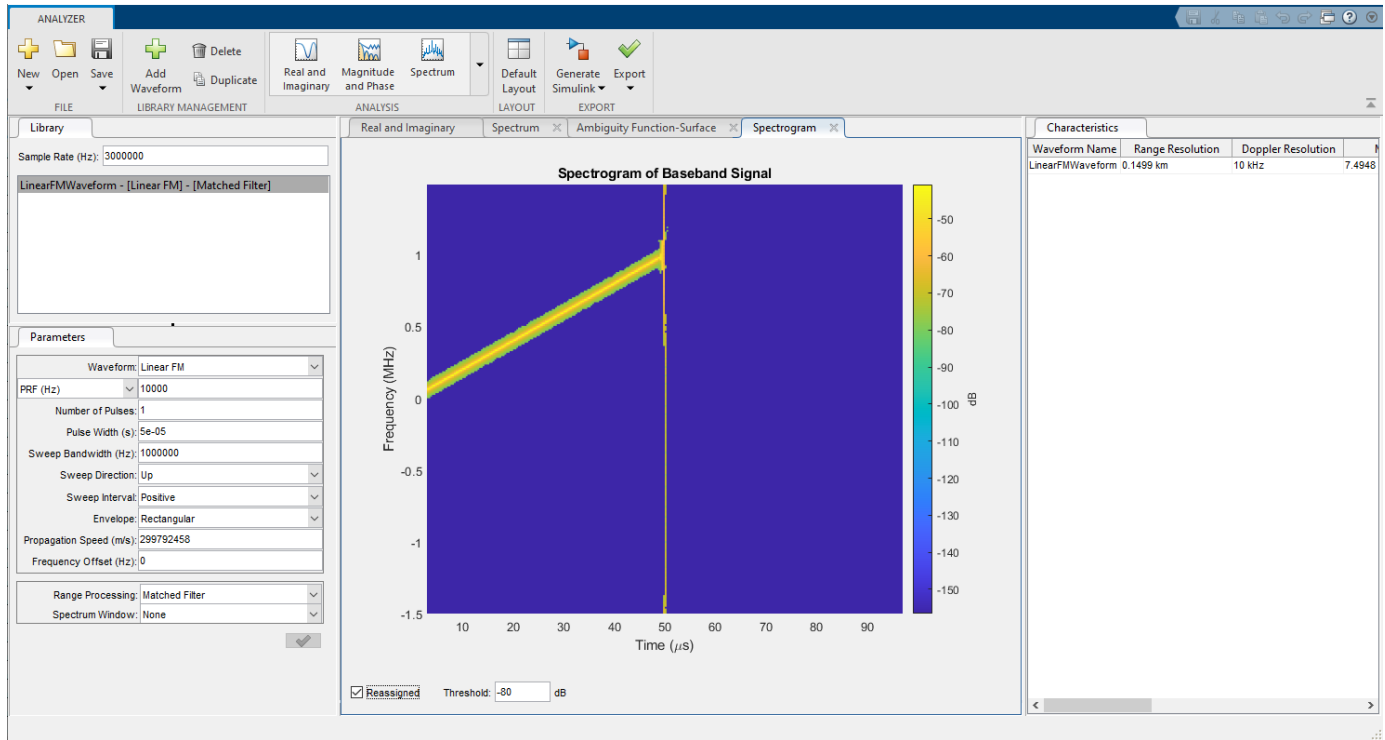 ANALYZER
New Open Save
FILE
Add Waveform
Delete
Duplicate
LIBRARY MANAGEMENT
Real and Imaginary
Magnitude and Phase
Spectrum
ANALYSIS
Default Layout
LAYOUT
Generate Simulink
Export
EXPORT
Library
Sample Rate (Hz): 3000000
LinearFMWaveform - [Linear FM] - [Matched Filter]
Parameters
Waveform: Linear FM
PRF (Hz) 10000
Number of Pulses: 1
Pulse Width (s): 5e-05
Sweep Bandwidth (Hz): 1000000
Sweep Direction: Up
Sweep Interval: Positive
Envelope: Rectangular
Propagation Speed (m/s): 299792458
Frequency Offset (Hz): 0
Range Processing: Matched Filter
Spectrum Window: None
Real and Imaginary Spectrum Ambiguity Function-Surface Spectrogram
Spectrogram of Baseband Signal
Frequency (MHz)
1
0.5
0
-0.5
-1
-1.5
10 20 30 40 50 60 70 80 90
Time (μs)
-50
-60
-70
-80
-90
-100
-110
-120
-130
-140
-150
dB
Reassigned Threshold: -80 dB
Characteristics
Waveform Name Range Resolution Doppler Resolution
LinearFMWaveform 0.1499 km 10 kHz 7.4948